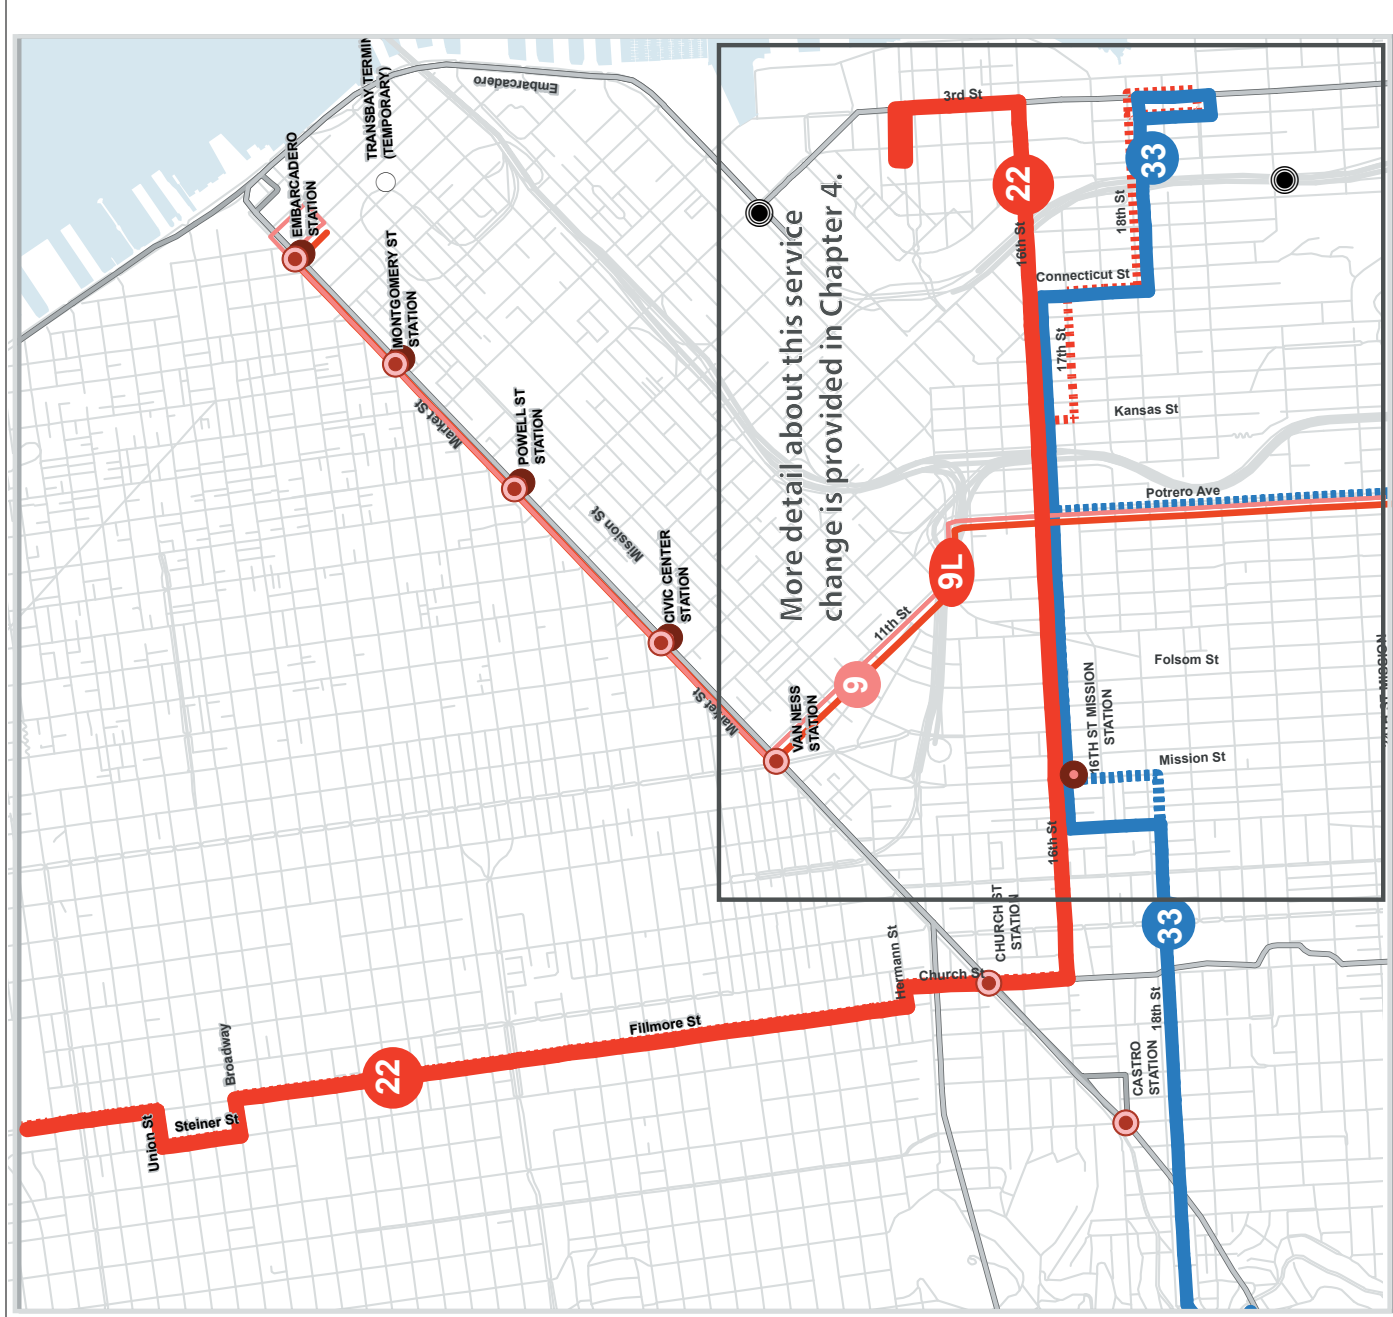 Embarcadero
TRANSBAY TERMIN
(TEMPORARY)
EMBARCADERO
STATION
MONTGOMERY ST
STATION
Market St
POWELL ST
STATION
Mission St
CIVIC CENTER
STATION
Market St
VAN NESS
STATION
More detail about this service
change is provided in Chapter 4.
3rd St
22
33
16th St
18th St
Connecticut St
17th St
Kansas St
Potrero Ave
9L
11th St
9
Folsom St
16TH ST MISSION
STATION
Mission St
16th St
CHURCH ST
STATION
33
Hermann St
Church St
18th St
CASTRO
STATION
Fillmore St
22
Broadway
Steiner St
Union St